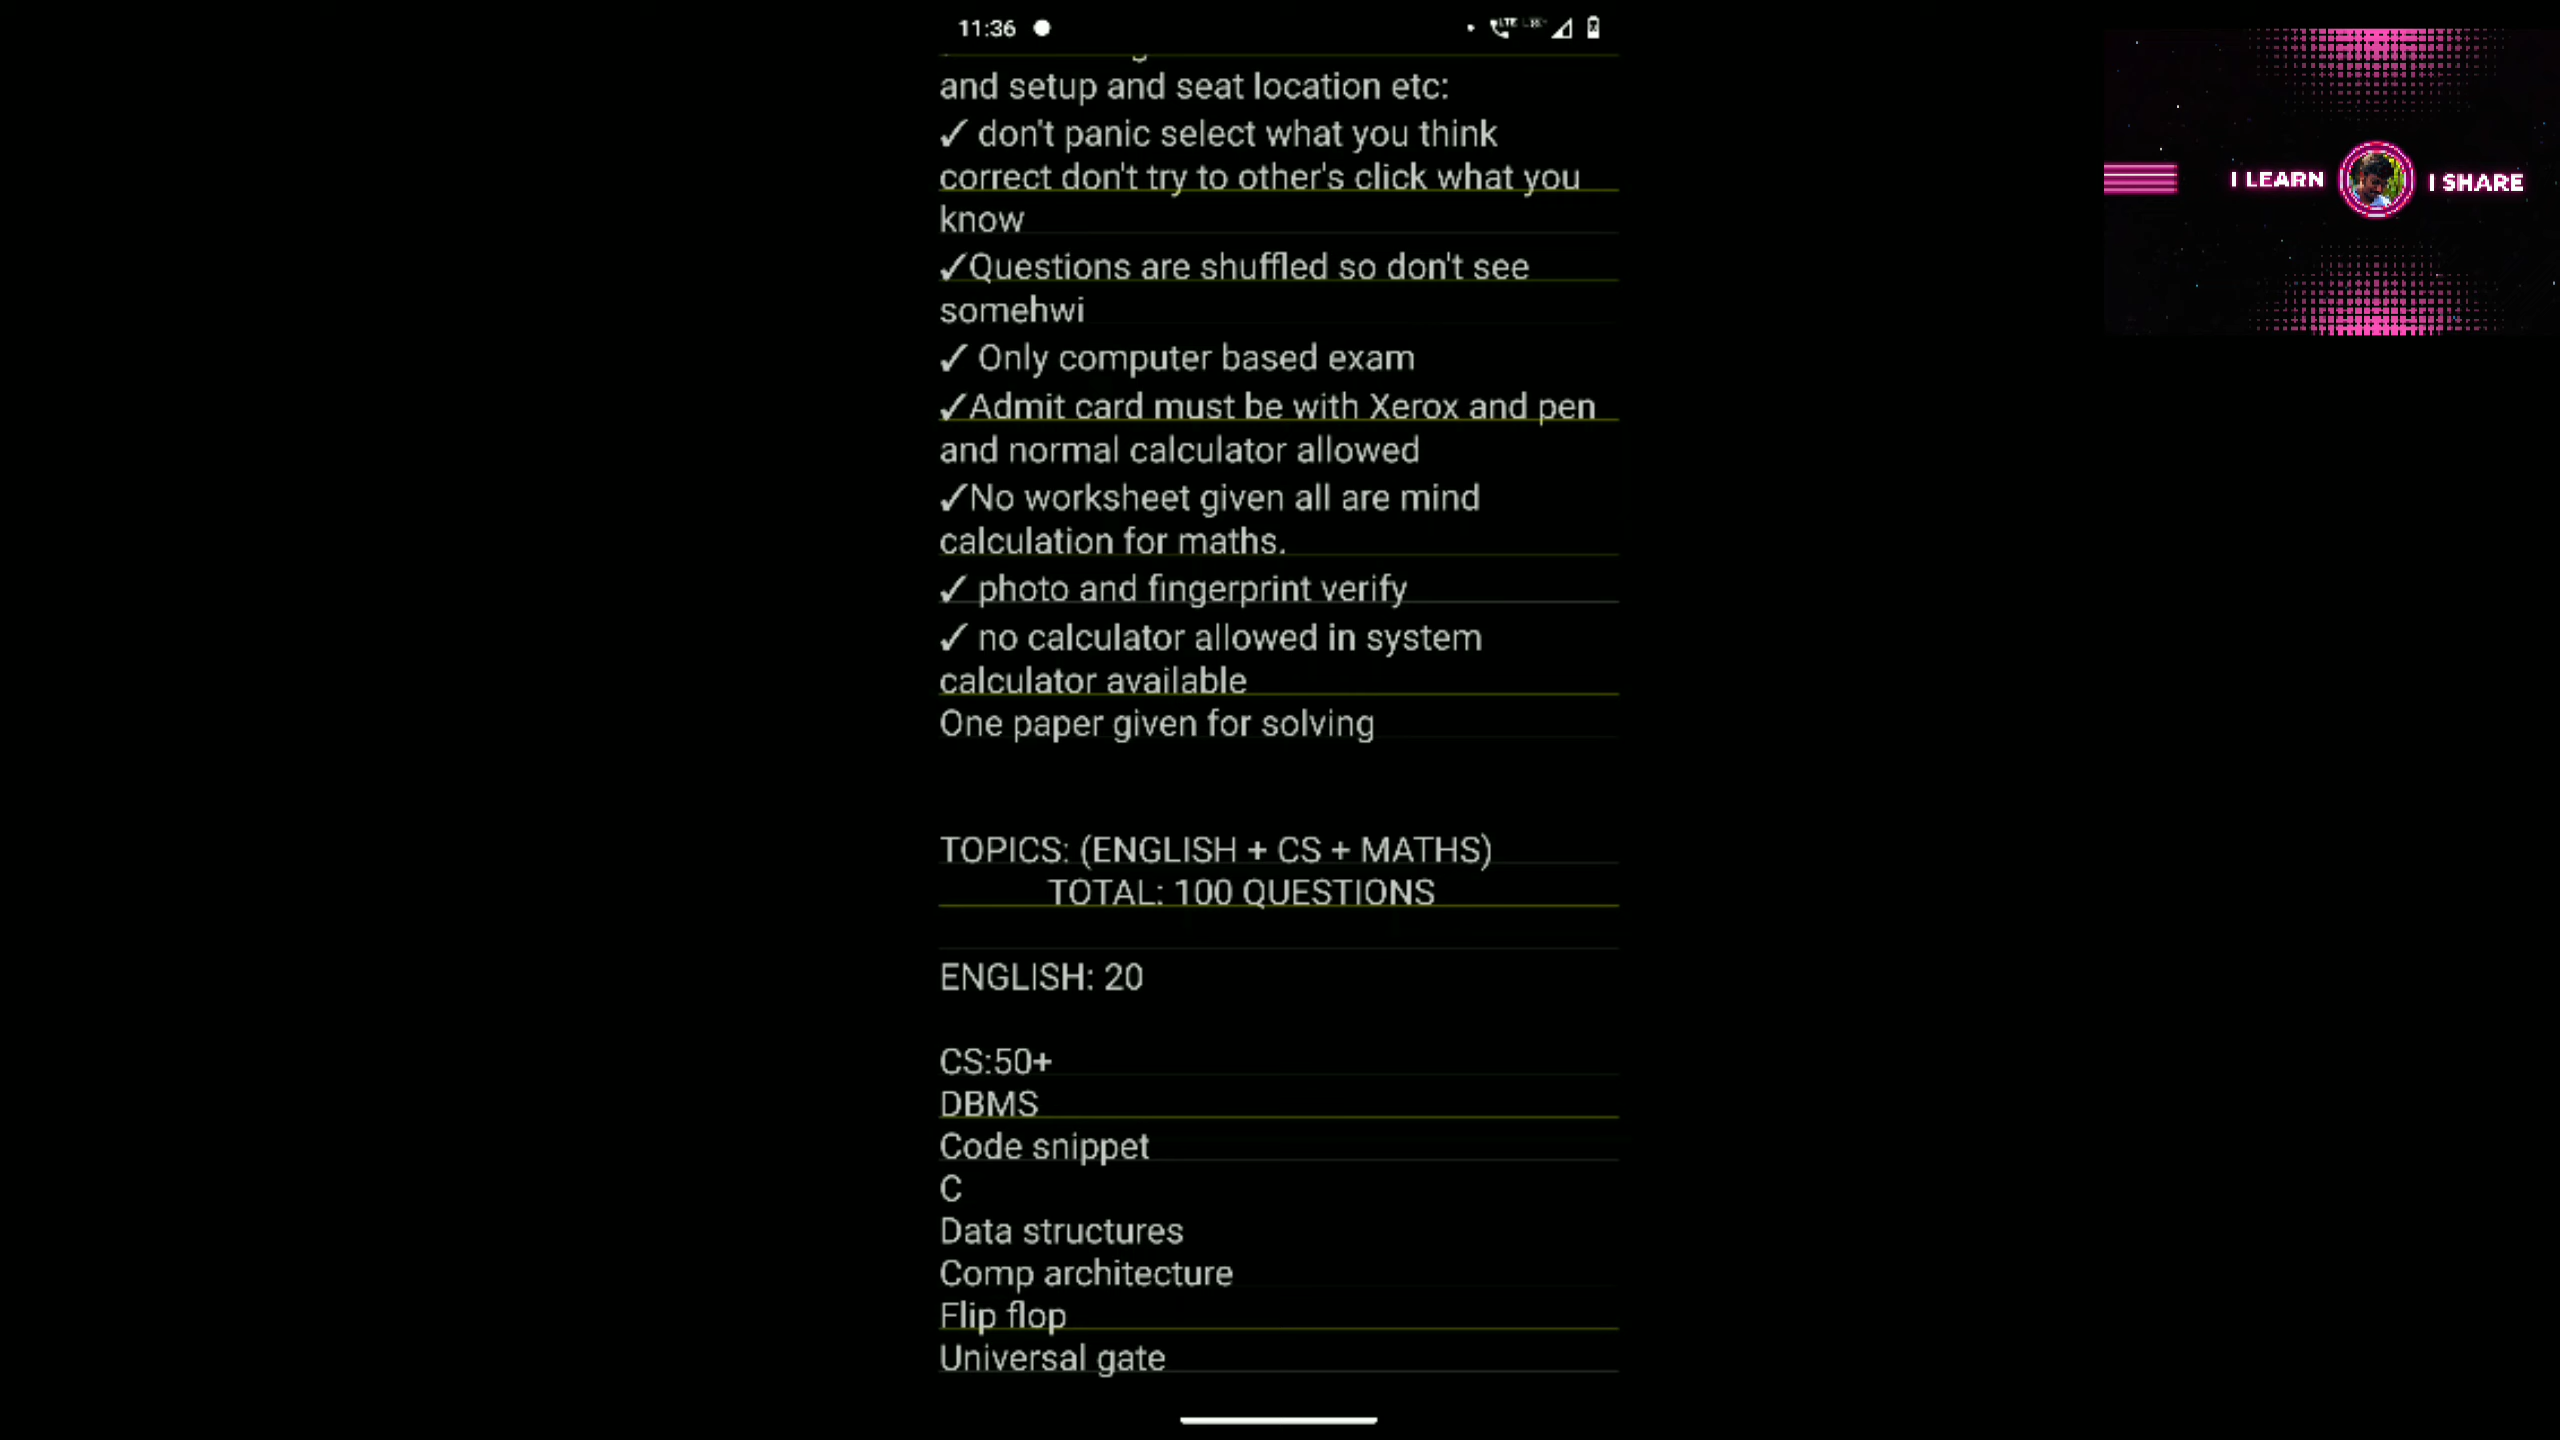 11:36
and setup and seat location etc:
✓ don't panic select what you think
correct don't try to other's click what you
know
✓Questions are shuffled so don't see
somehwi
✓ Only computer based exam
✓Admit card must be with Xerox and pen
and normal calculator allowed
✓No worksheet given all are mind
calculation for maths.
✓ photo and fingerprint verify
✓ no calculator allowed in system
calculator available
One paper given for solving
TOPICS: (ENGLISH + CS + MATHS)
TOTAL: 100 QUESTIONS
ENGLISH: 20
CS:50+
DBMS
Code snippet
C
Data structures
Comp architecture
Flip flop
Universal gate
I LEARN I SHARE